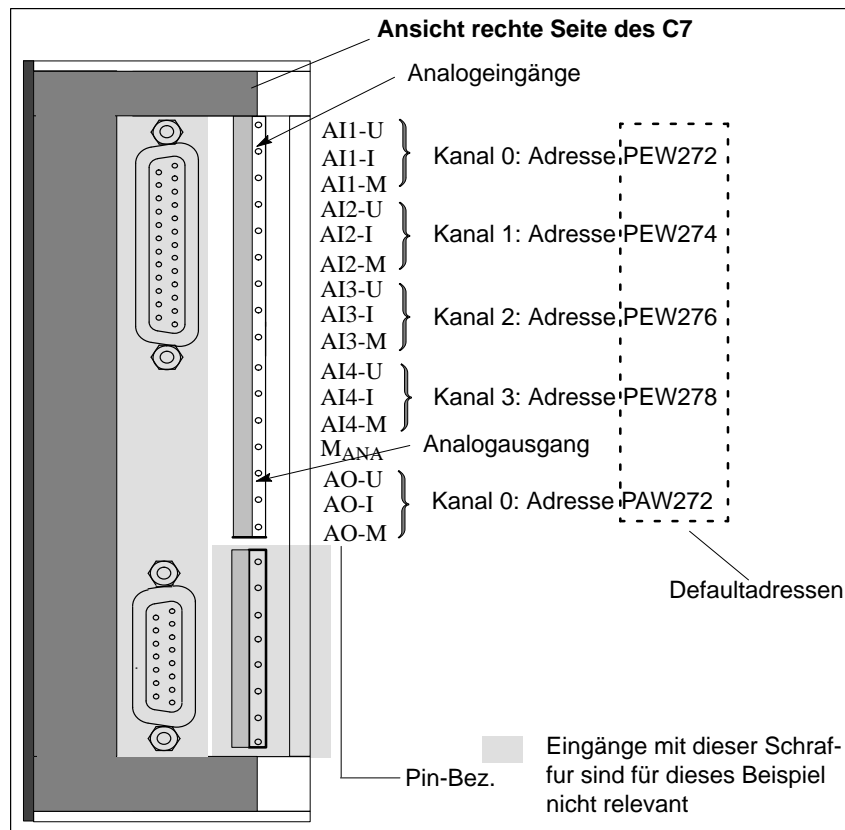 Ansicht rechte Seite des C7
Analogeingänge
AI1-U
AI1-I
AI1-M
Kanal 0: Adresse PEW272
AI2-U
AI2-I
AI2-M
Kanal 1: Adresse PEW274
AI3-U
AI3-I
AI3-M
Kanal 2: Adresse PEW276
AI4-U
AI4-I
AI4-M
Kanal 3: Adresse PEW278
MANA
Analogausgang
AO-U
AO-I
AO-M
Kanal 0: Adresse PAW272
Defaultadressen
Pin-Bez.
Eingänge mit dieser Schraf-
fur sind für dieses Beispiel
nicht relevant